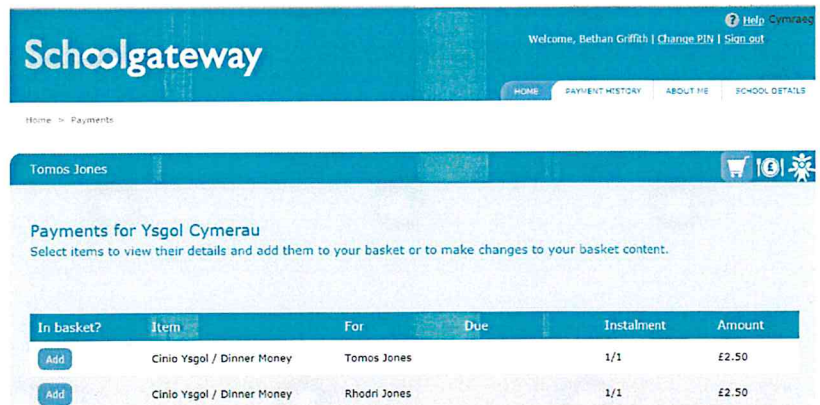 Help Cymraeg
Welcome, Bethan Griffith | Change PIN | Sign out
Schoolgateway
HOME PAYMENT HISTORY ABOUT ME SCHOOL DETAILS
Home > Payments
Tomos Jones
Payments for Ysgol Cymerau
Select items to view their details and add them to your basket or to make changes to your basket content.
In basket? Item For Due Instalment Amount
Add Cinio Ysgol / Dinner Money Tomos Jones 1/1 £2.50
Add Cinio Ysgol / Dinner Money Rhodri Jones 1/1 £2.50